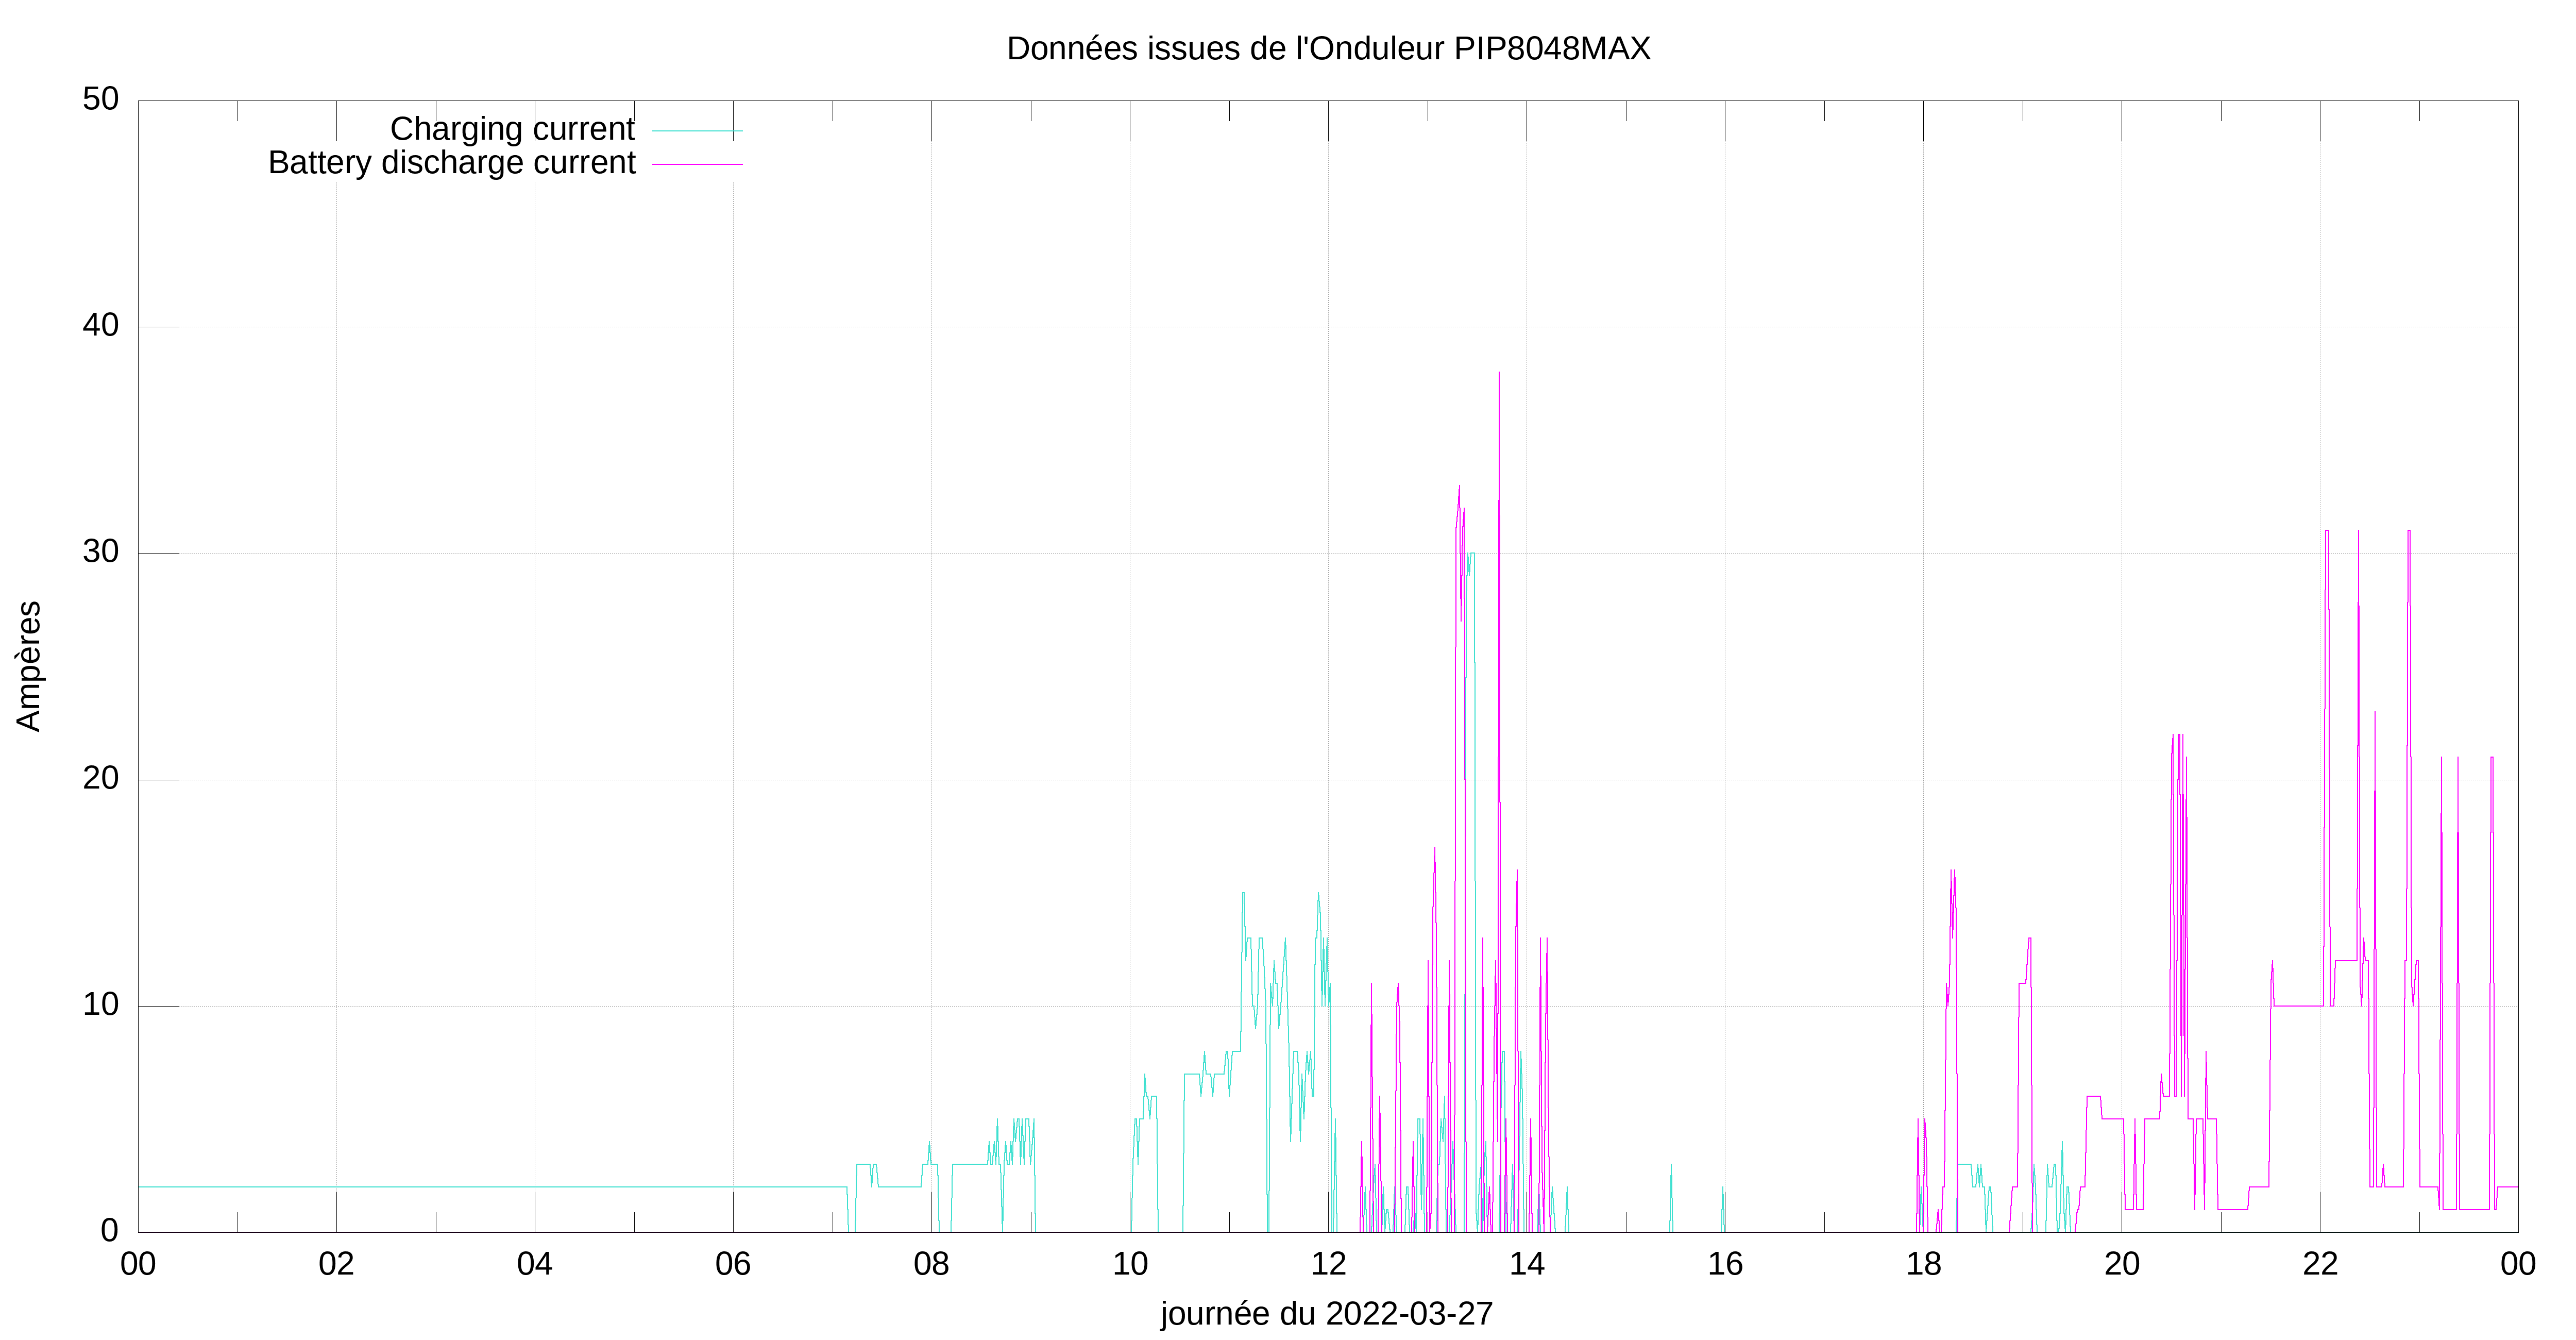 Données issues de l'Onduleur PIP8048MAX
50
Charging current
Battery discharge current
40
30
Ampères
20
10
0
00 02 04 06 08 10 12 14 16 18 20 22 00
journée du 2022-03-27